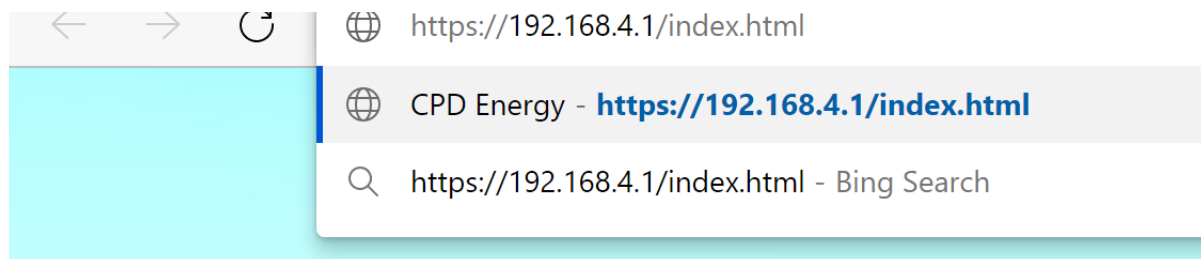 https://192.168.4.1/index.html
CPD Energy - https://192.168.4.1/index.html
https://192.168.4.1/index.html - Bing Search